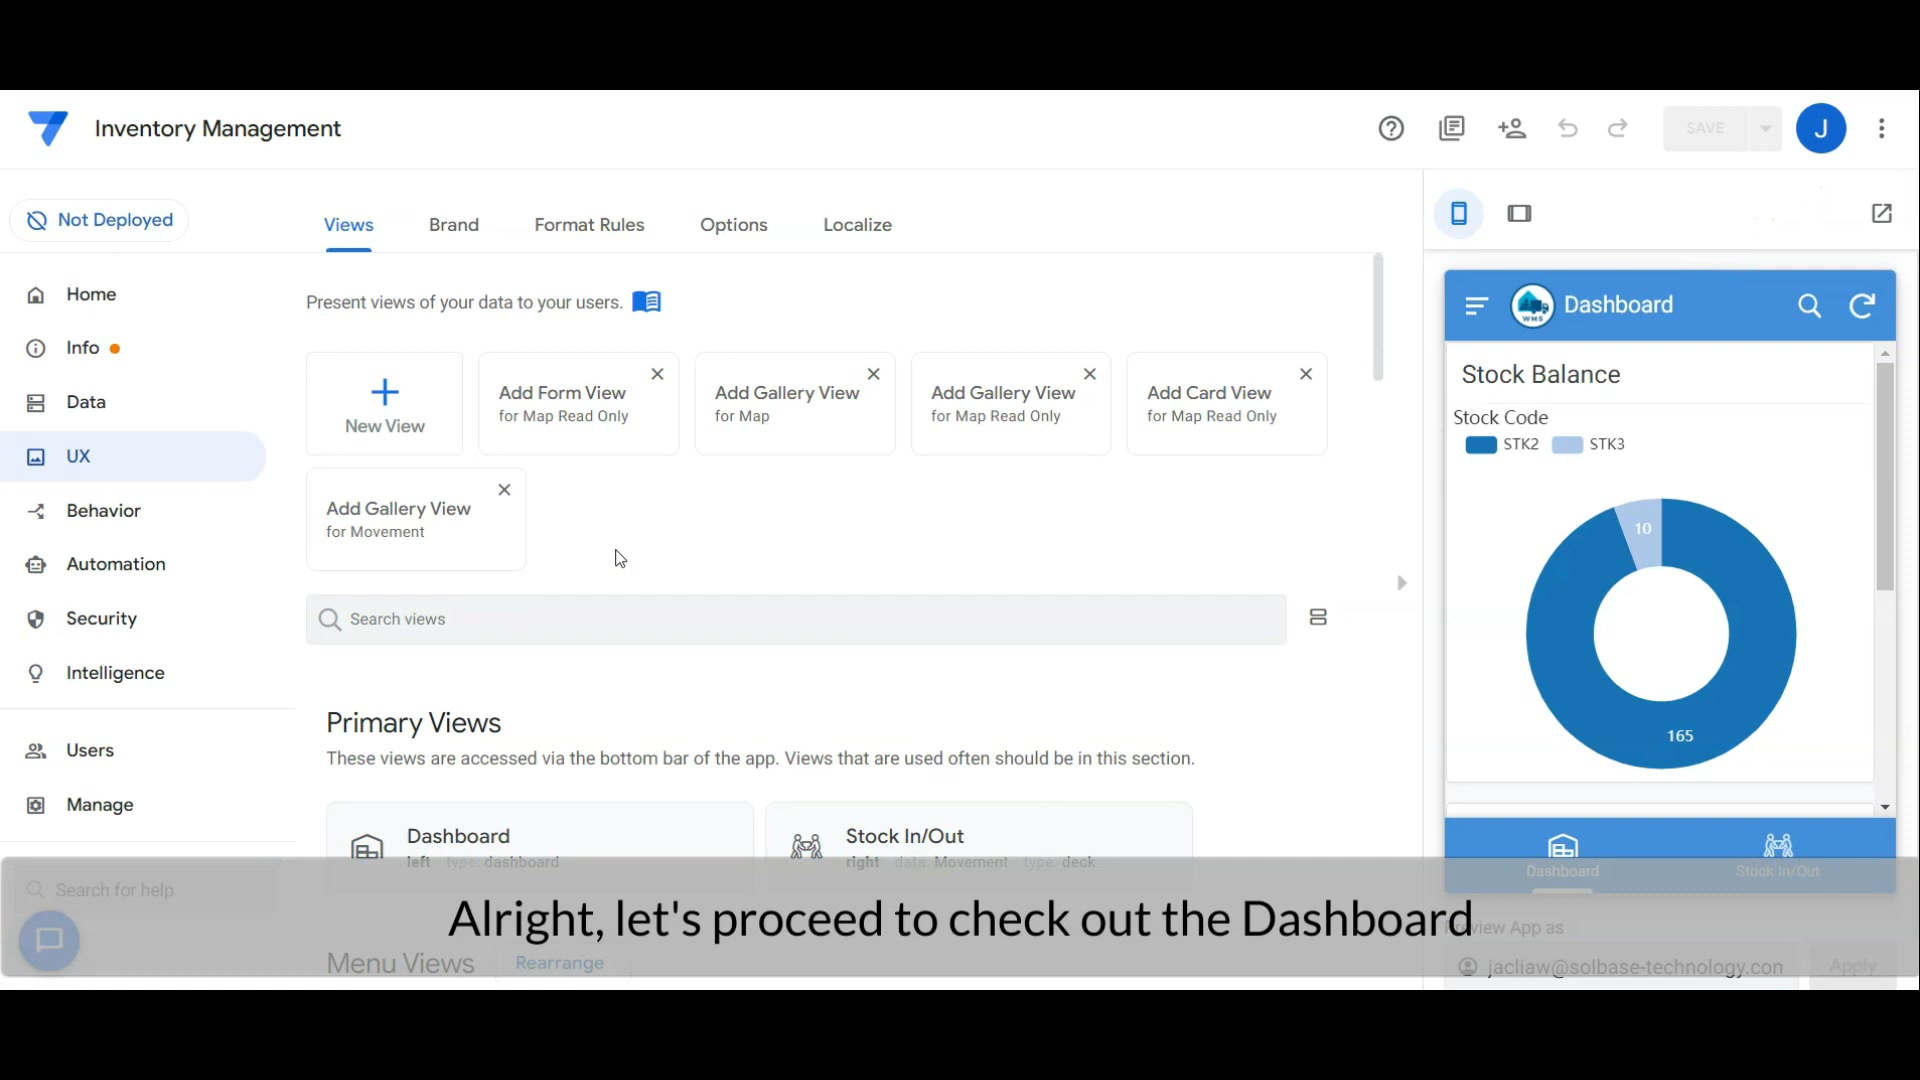 Inventory Management
SAVE
J
Not Deployed
Views
Brand
Format Rules
Options
Localize
Home
Info
Data
UX
Behavior
Automation
Security
Intelligence
Users
Manage
Search for help
Present views of your data to your users.
New View
Add Form View
for Map Read Only
Add Gallery View
for Map
Add Gallery View
for Map Read Only
Add Card View
for Map Read Only
Add Gallery View
for Movement
Search views
Primary Views
These views are accessed via the bottom bar of the app. Views that are used often should be in this section.
Dashboard
left type: dashboard
Stock In/Out
right data: Movement type: deck
Menu Views
Rearrange
WMS
Dashboard
Stock Balance
Stock Code
STK2
STK3
10
165
Dashboard
Stock In/Out
Preview App as
jacliaw@solbase-technology.con
Apply
Alright, let's proceed to check out the Dashboard